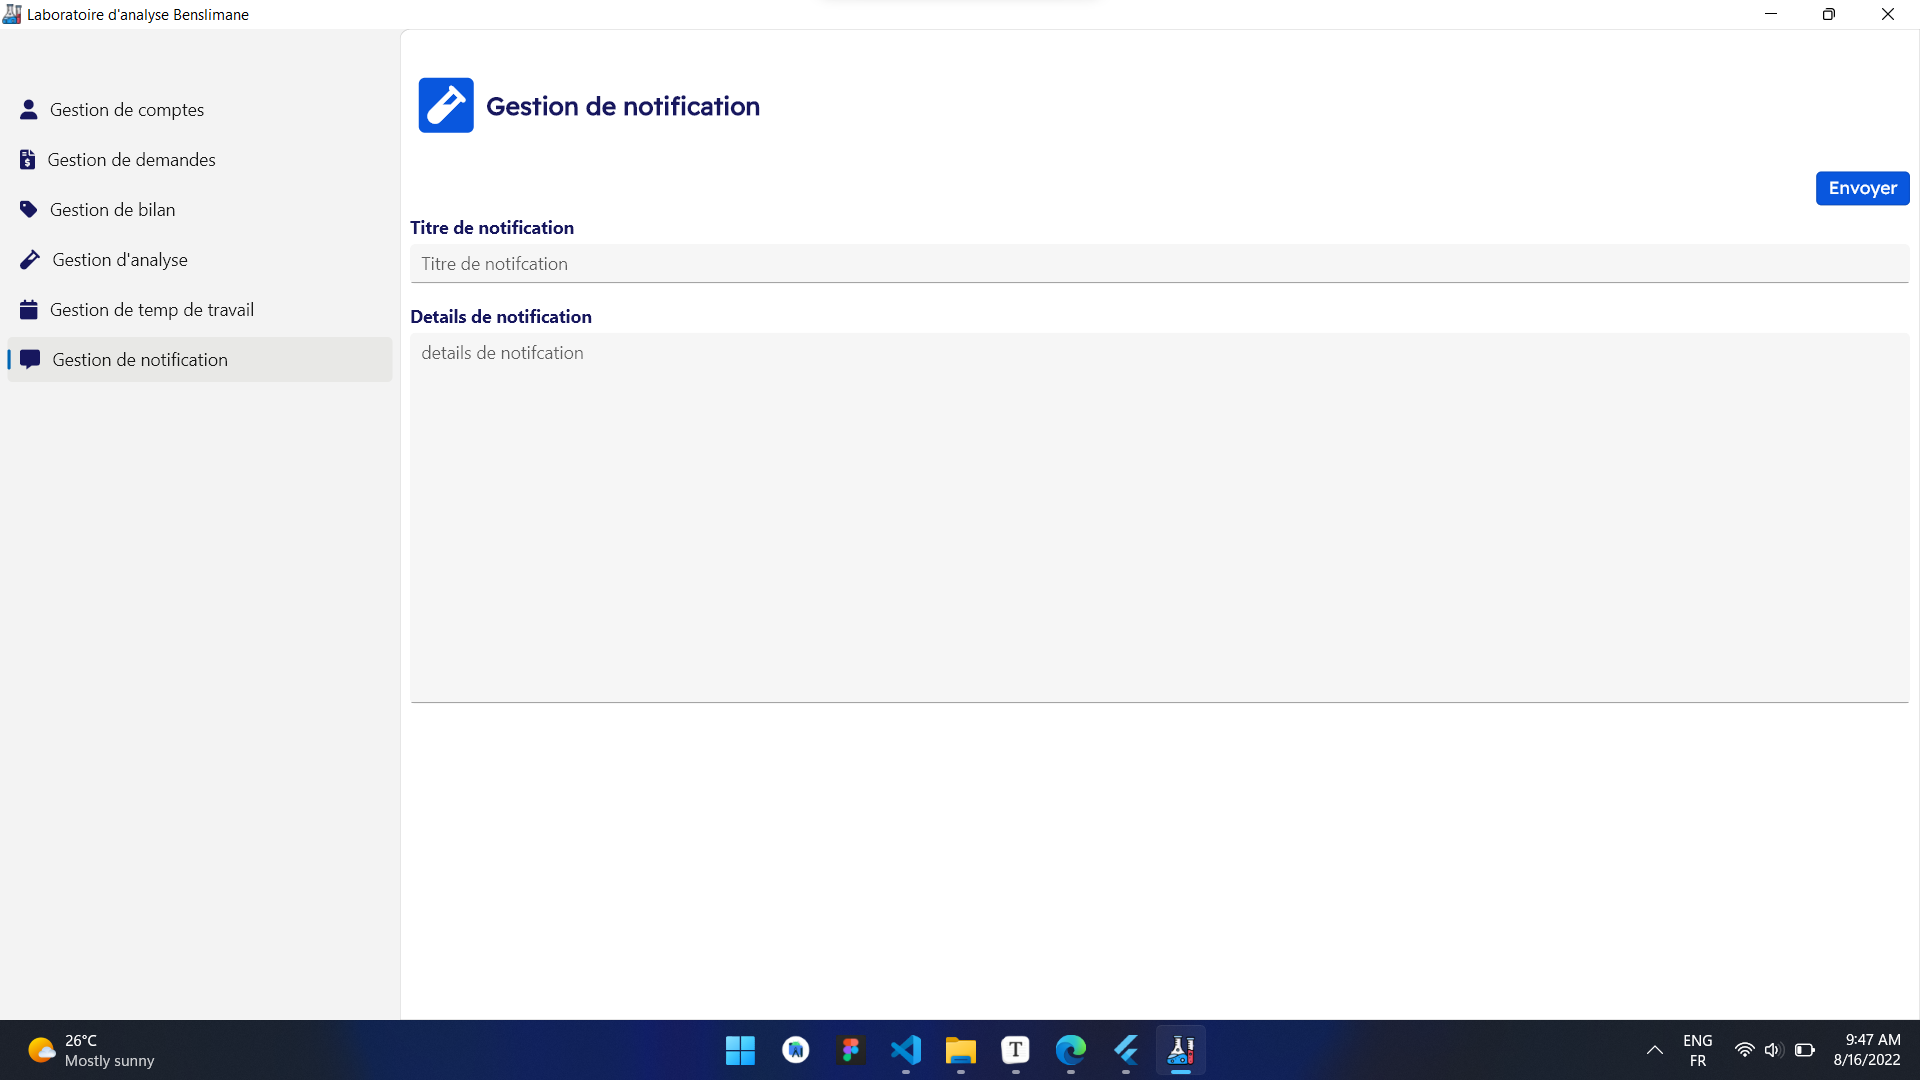 Laboratoire d'analyse Benslimane
Gestion de comptes
Gestion de demandes
Gestion de bilan
Gestion d'analyse
Gestion de temp de travail
Gestion de notification
Gestion de notification
Envoyer
Titre de notification
Titre de notifcation
Details de notification
details de notifcation
26°C
Mostly sunny
T
ENG
FR
9:47 AM
8/16/2022